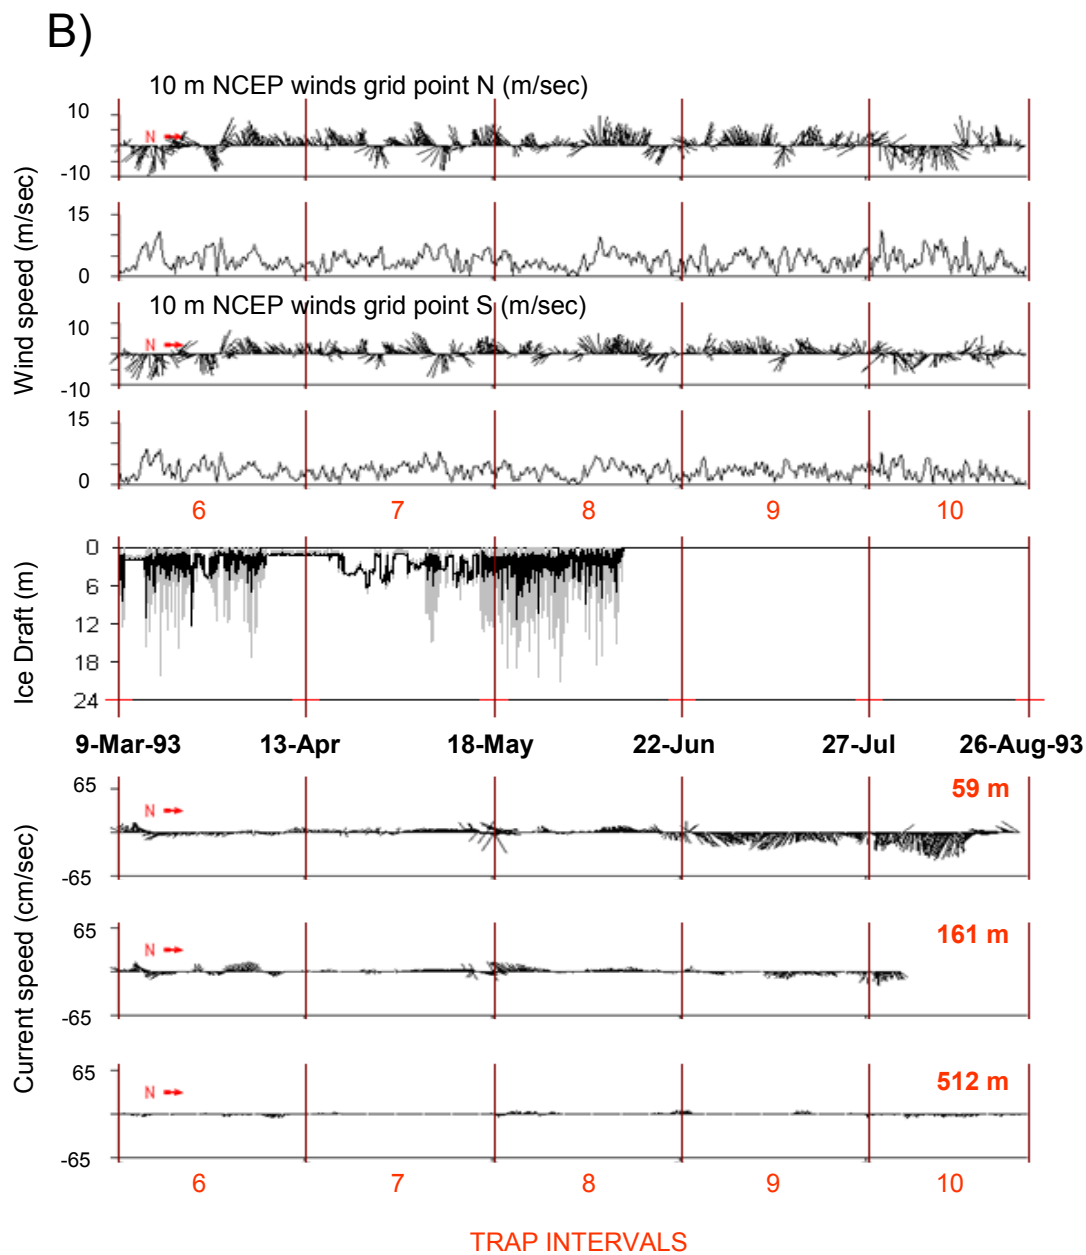 B)
10 m NCEP winds grid point N (m/sec)
10
N
-10
15
0
10 m NCEP winds grid point S (m/sec)
10
N
-10
15
0
Wind speed (m/sec)
6 7 8 9 10
0
6
12
18
24
Ice Draft (m)
9-Mar-93 13-Apr 18-May 22-Jun 27-Jul 26-Aug-93
65
59 m
N
-65
65
161 m
N
-65
65
512 m
N
-65
Current speed (cm/sec)
6 7 8 9 10
TRAP INTERVALS